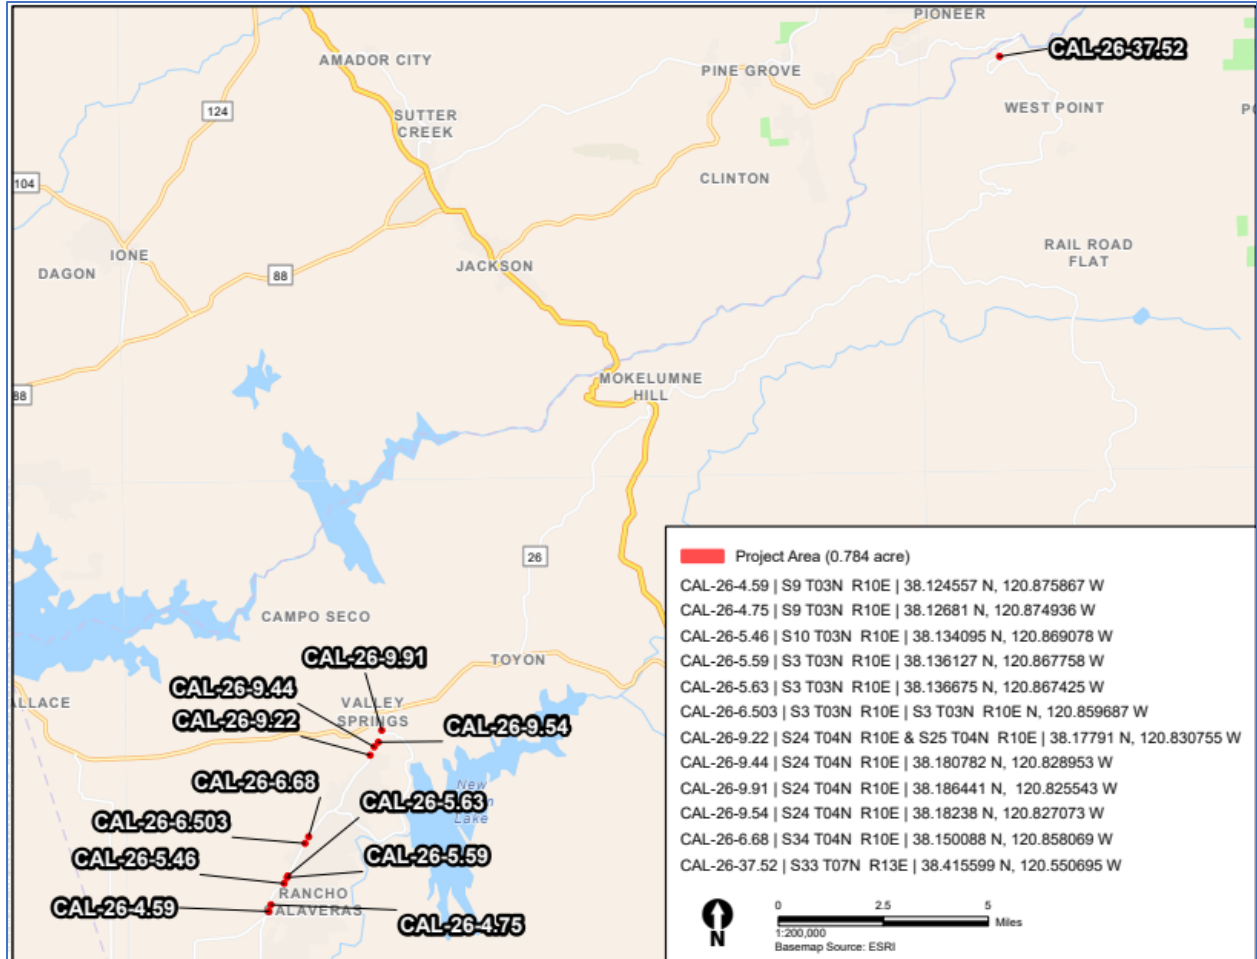 PIONEER
CAL-26-37.52
AMADOR CITY
PINE GROVE
124
WEST POINT
SUTTER
CREEK
CLINTON
104
IONE
RAIL ROAD
FLAT
DAGON
88
JACKSON
88
MOKELUMNE
HILL
26
CAMPO SECO
CAL-26-9.91
TOYON
CAL-26-9.44
VALLEY
SPRINGS
CAL-26-9.22
CAL-26-9.54
CAL-26-6.68
New
Lake
CAL-26-5.63
CAL-26-6.503
CAL-26-5.46
CAL-26-5.59
RANCHO
ALAVERAS
CAL-26-4.59
CAL-26-4.75
Project Area (0.784 acre)
CAL-26-4.59 | S9 T03N R10E | 38.124557 N, 120.875867 W
CAL-26-4.75 | S9 T03N R10E | 38.12681 N, 120.874936 W
CAL-26-5.46 | S10 T03N R10E | 38.134095 N, 120.869078 W
CAL-26-5.59 | S3 T03N R10E | 38.136127 N, 120.867758 W
CAL-26-5.63 | S3 T03N R10E | 38.136675 N, 120.867425 W
CAL-26-6.503 | S3 T03N R10E | S3 T03N R10E N, 120.859687 W
CAL-26-9.22 | S24 T04N R10E & S25 T04N R10E | 38.17791 N, 120.830755 W
CAL-26-9.44 | S24 T04N R10E | 38.180782 N, 120.828953 W
CAL-26-9.91 | S24 T04N R10E | 38.186441 N, 120.825543 W
CAL-26-9.54 | S24 T04N R10E | 38.18238 N, 120.827073 W
CAL-26-6.68 | S34 T04N R10E | 38.150088 N, 120.858069 W
CAL-26-37.52 | S33 T07N R13E | 38.415599 N, 120.550695 W
N
0 2.5 5
Miles
1:200,000
Basemap Source: ESRI